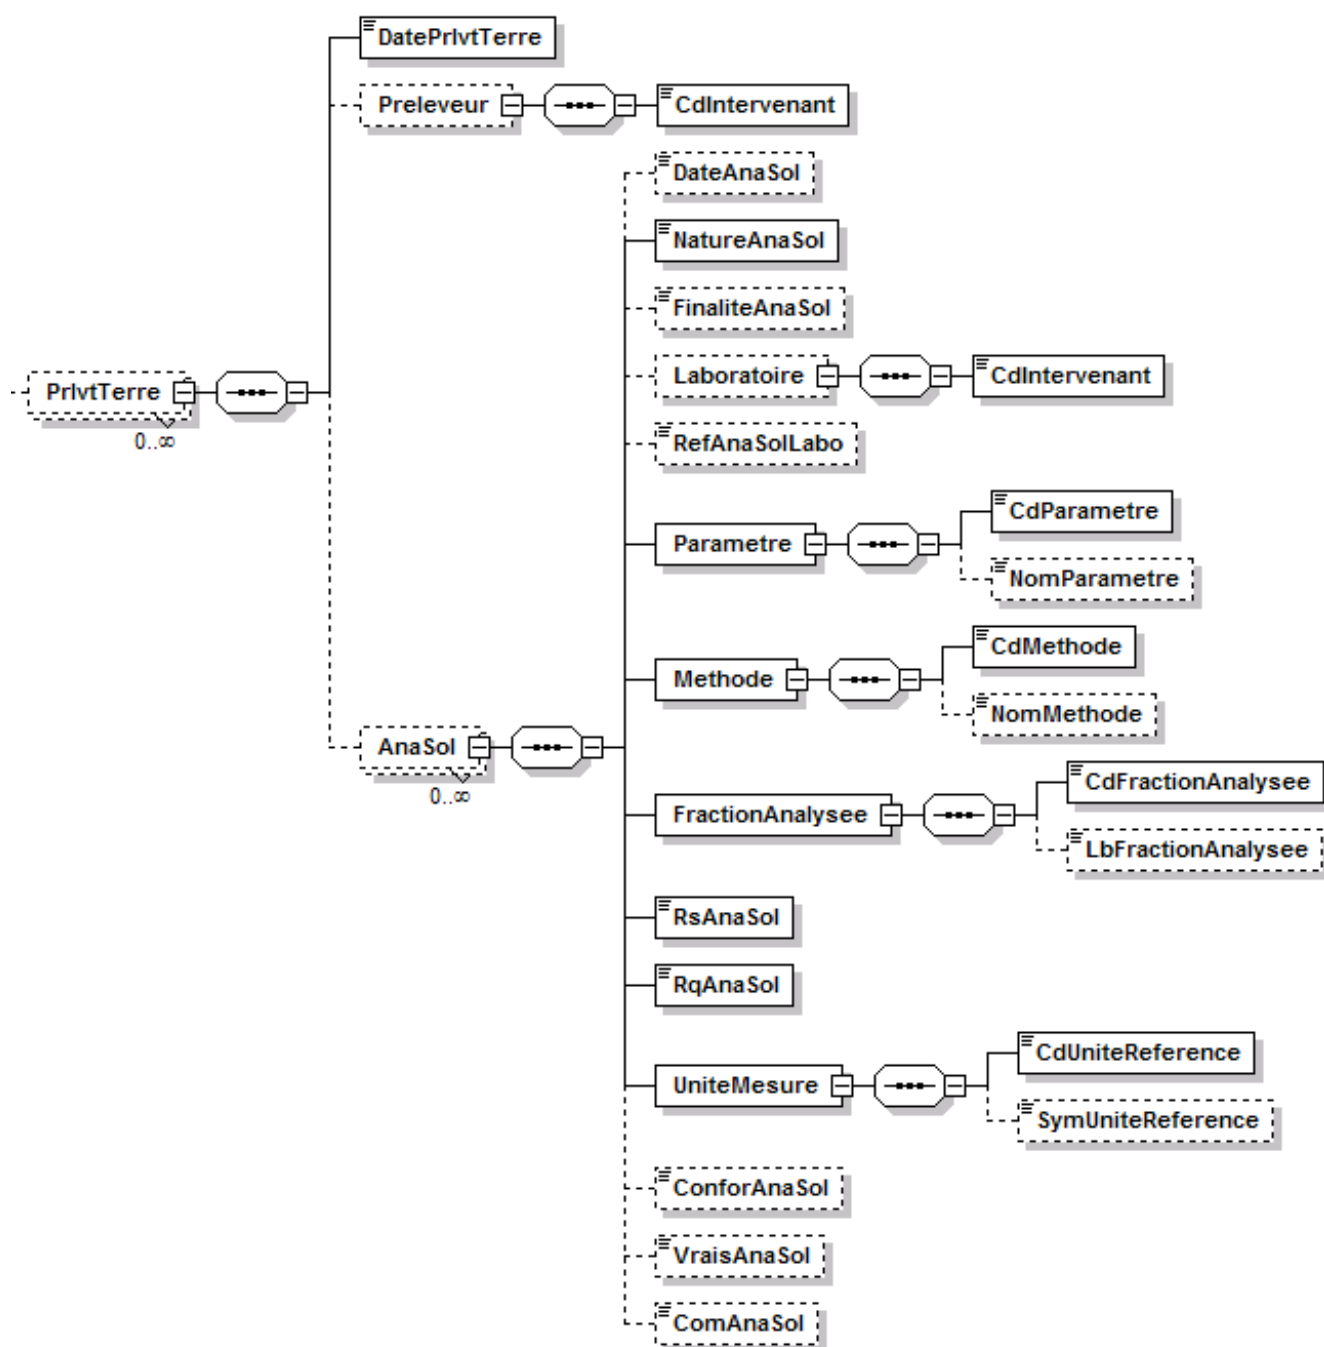 DatePrlvtTerre
Preleveur
CdIntervenant
DateAnaSol
NatureAnaSol
FinaliteAnaSol
Laboratoire
CdIntervenant
PrlvtTerre
0..∞
RefAnaSolLabo
CdParametre
Parametre
NomParametre
CdMethode
Methode
NomMethode
AnaSol
0..∞
CdFractionAnalysee
FractionAnalysee
LbFractionAnalysee
RsAnaSol
RqAnaSol
CdUniteReference
UniteMesure
SymUniteReference
ConforAnaSol
VraisAnaSol
ComAnaSol